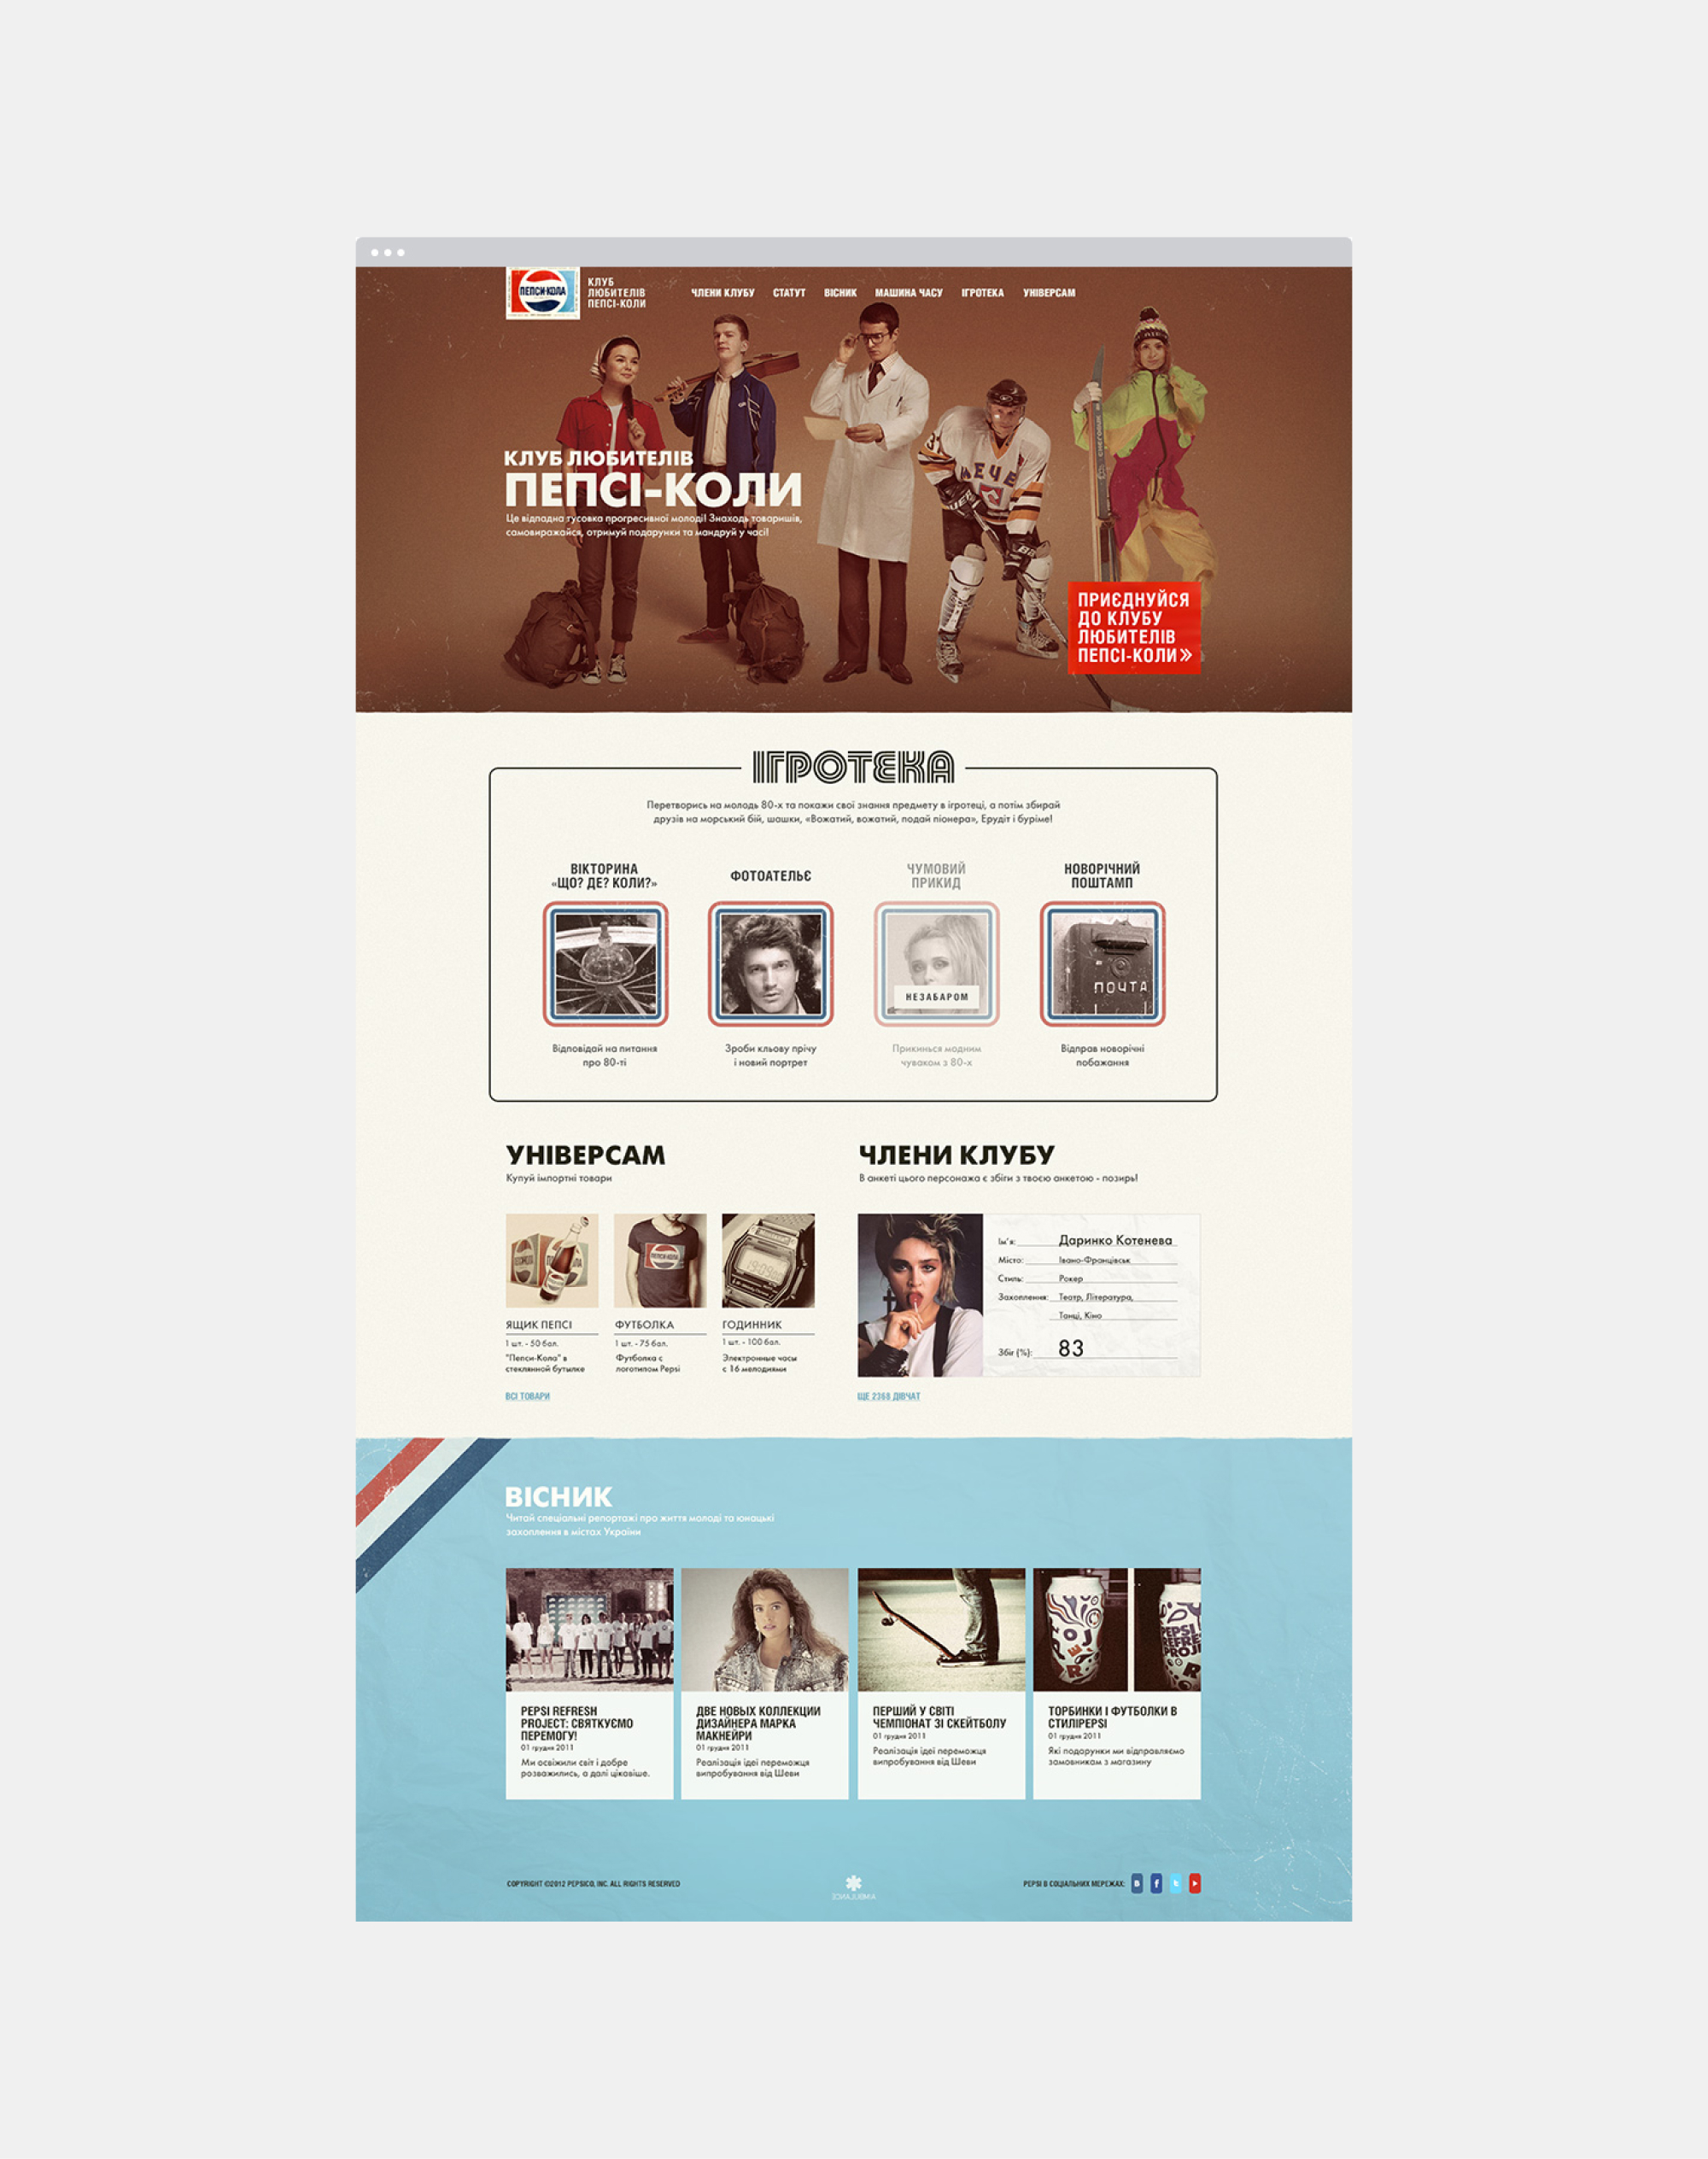 ПЕПСИ-КОЛА
КЛУБ
ЛЮБИТЕЛІВ
ПЕПСІ-КОЛИ
ЧЛЕНИ КЛУБУ
СТАТУТ
ВІСНИК
МАШИНА ЧАСУ
ІГРОТЕКА
УНІВЕРСАМ
КЛУБ ЛЮБИТЕЛІВ
ПЕПСІ-КОЛИ
Це відпадна тусовка прогресивної молоді! Знаходь товаришів,
самовиражайся, отримуй подарунки та мандруй у часі!
ПРИЄДНУЙСЯ
ДО КЛУБУ
ЛЮБИТЕЛІВ
ПЕПСІ-КОЛИ »
ІГРОТЕКА
Перетворись на молодь 80-х та покажи свої знання предмету в ігротеці, а потім збирай
друзів на морський бій, шашки, «Вожатий, вожатий, подай піонера», Ерудіт і буріме!
ВІКТОРИНА
«ЩО? ДЕ? КОЛИ?»
Відповідай на питання
про 80-ті
ФОТОАТЕЛЬЄ
Зроби кльову прічу
і новий портрет
ЧУМОВИЙ
ПРИКИД
НЕЗАБАРОМ
Прикинься модним
чуваком з 80-х
НОВОРІЧНИЙ
ПОШТАМП
ПОЧТА
Відправ новорічні
побажання
УНІВЕРСАМ
Купуй імпортні товари
ЯЩИК ПЕПСІ
1 шт. - 50 бал.
"Пепси-Кола" в
стеклянной бутылке
ПЕПСИ-КОЛА
ФУТБОЛКА
1 шт. - 75 бал.
Футболка с
логотипом Pepsi
ГОДИННИК
1 шт. - 100 бал.
Электронные часы
с 16 мелодиями
ВСІ ТОВАРИ
ЧЛЕНИ КЛУБУ
В анкеті цього персонажа є збіги з твоєю анкетою - позирь!
Ім'я: Даринко Котенева
Місто: Івано-Францівськ
Стиль: Рокер
Захоплення: Театр, Література,
Танці, Кіно
Збіг (%): 83
ЩЕ 2368 ДІВЧАТ
ВІСНИК
Читай спеціальні репортажі про життя молоді та юнацькі
захоплення в містах України
PEPSI REFRESH
PROJECT: СВЯТКУЄМО
ПЕРЕМОГУ!
01 грудня 2011
Ми освіжили світ і добре
розважились, а далі цікавіше.
ДВЕ НОВЫХ КОЛЛЕКЦИИ
ДИЗАЙНЕРА МАРКА
МАКНЕЙРИ
01 грудня 2011
Реалізація ідеї переможця
випробування від Шеви
ПЕРШИЙ У СВІТІ
ЧЕМПІОНАТ ЗІ СКЕЙТБОЛУ
01 грудня 2011
Реалізація ідеї переможця
випробування від Шеви
ТОРБИНКИ І ФУТБОЛКИ В
СТИЛІPEPSI
01 грудня 2011
Які подарунки ми відправляємо
замовникам з магазину
COPYRIGHT ©2012 PEPSICO, INC. ALL RIGHTS RESERVED
PEPSI В СОЦІАЛЬНИХ МЕРЕЖАХ: